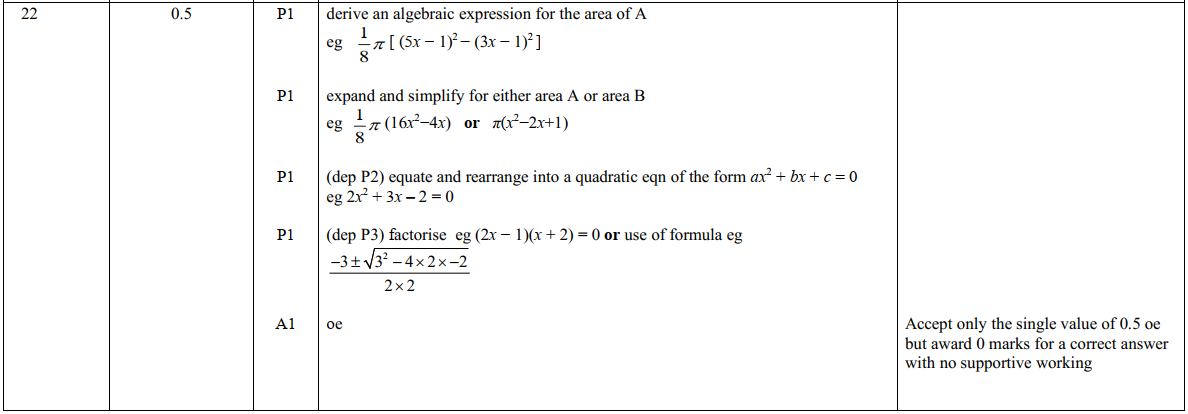 22 0.5 P1 derive an algebraic expression for the area of A
eg 1/8 π [ (5x – 1)² – (3x – 1)² ]
P1 expand and simplify for either area A or area B
eg 1/8 π (16x²–4x) or π(x²–2x+1)
P1 (dep P2) equate and rearrange into a quadratic eqn of the form ax² + bx + c = 0
eg 2x² + 3x – 2 = 0
P1 (dep P3) factorise eg (2x – 1)(x + 2) = 0 or use of formula eg
–3 ± √3² – 4 × 2 × –2
2 × 2
A1 oe Accept only the single value of 0.5 oe
but award 0 marks for a correct answer
with no supportive working